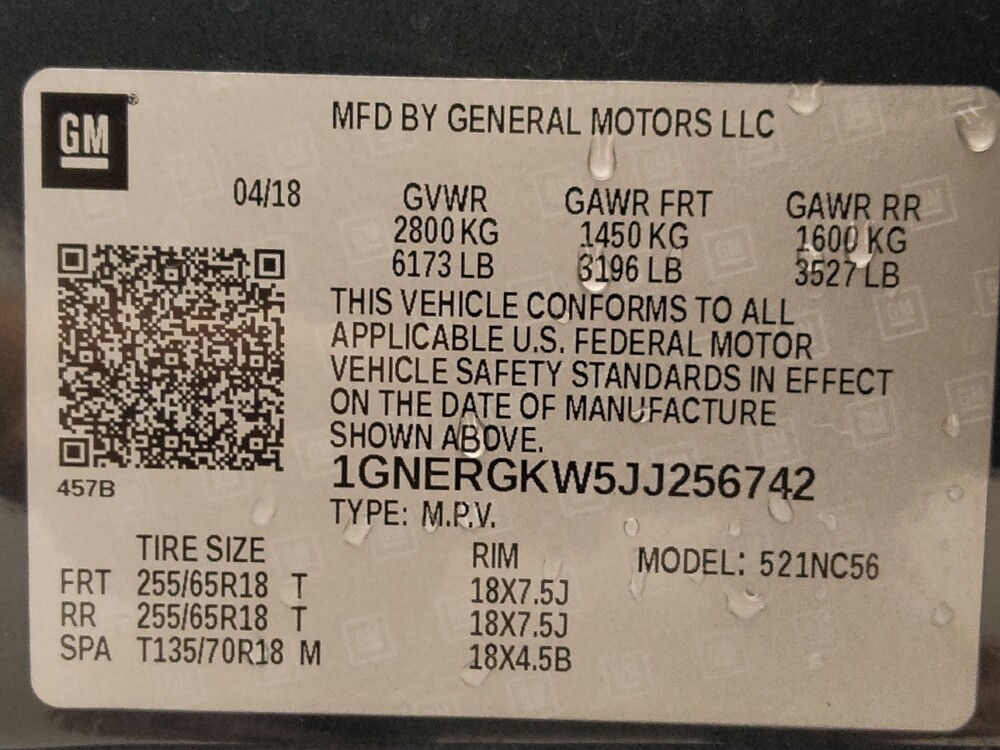 GM
MFD BY GENERAL MOTORS LLC
04/18 GVWR GAWR FRT GAWR RR
2800 KG 1450 KG 1600 KG
6173 LB 3196 LB 3527 LB
THIS VEHICLE CONFORMS TO ALL
APPLICABLE U.S. FEDERAL MOTOR
VEHICLE SAFETY STANDARDS IN EFFECT
ON THE DATE OF MANUFACTURE
SHOWN ABOVE.
457B
1GNERGKW5JJ256742
TYPE: M.P.V.
TIRE SIZE RIM MODEL: 521NC56
FRT 255/65R18 T 18X7.5J
RR 255/65R18 T 18X7.5J
SPA T135/70R18 M 18X4.5B